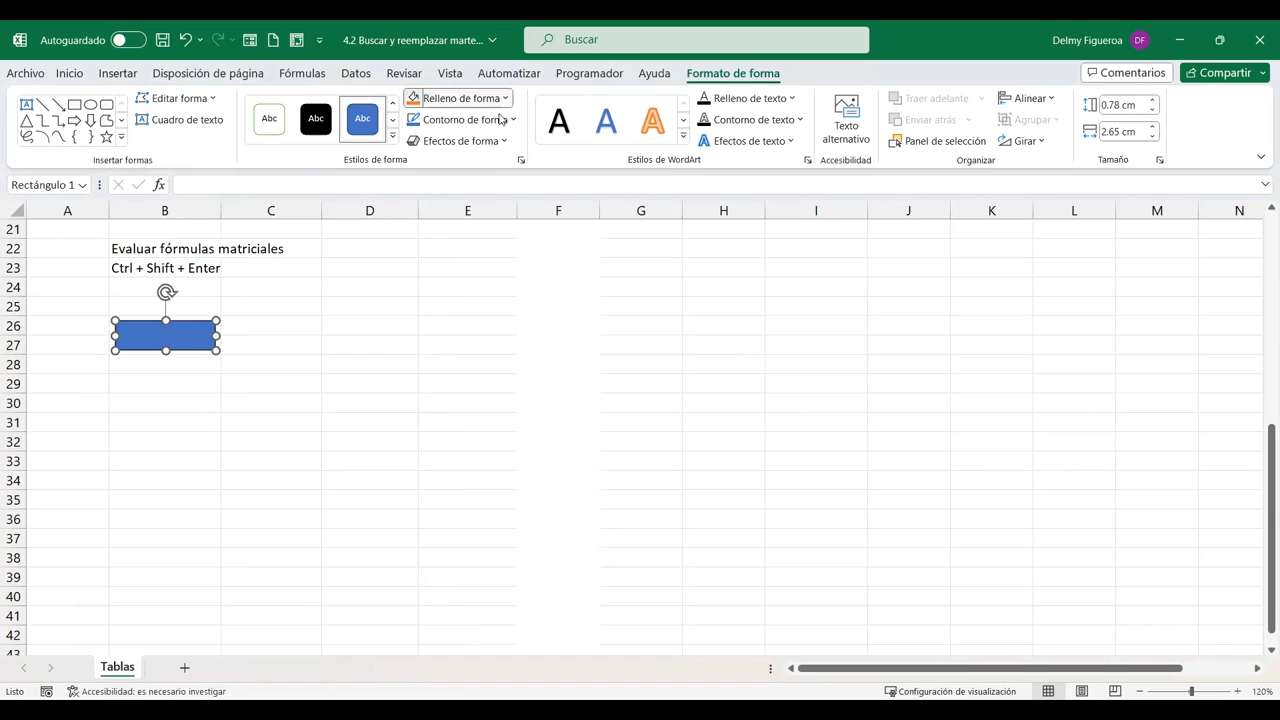 Autoguardado
4.2 Buscar y reemplazar marte...
Buscar
Delmy Figueroa
DF
Archivo Inicio Insertar Disposición de página Fórmulas Datos Revisar Vista Automatizar Programador Ayuda Formato de forma
Comentarios
Compartir
Editar forma
Cuadro de texto
Insertar formas
Abc Abc Abc
Relleno de forma
Contorno de forma
Efectos de forma
Estilos de forma
A A A
Relleno de texto
Contorno de texto
Efectos de texto
Estilos de WordArt
Texto
alternativo
Accesibilidad
Traer adelante
Enviar atrás
Panel de selección
Alinear
Agrupar
Girar
Organizar
0.78 cm
2.65 cm
Tamaño
Rectángulo 1
fx
A B C D E F G H I J K L M N
21
22 Evaluar fórmulas matriciales
23 Ctrl + Shift + Enter
24
25
26
27
28
29
30
31
32
33
34
35
36
37
38
39
40
41
42
43
Tablas
Listo
Accesibilidad: es necesario investigar
Configuración de visualización
120%